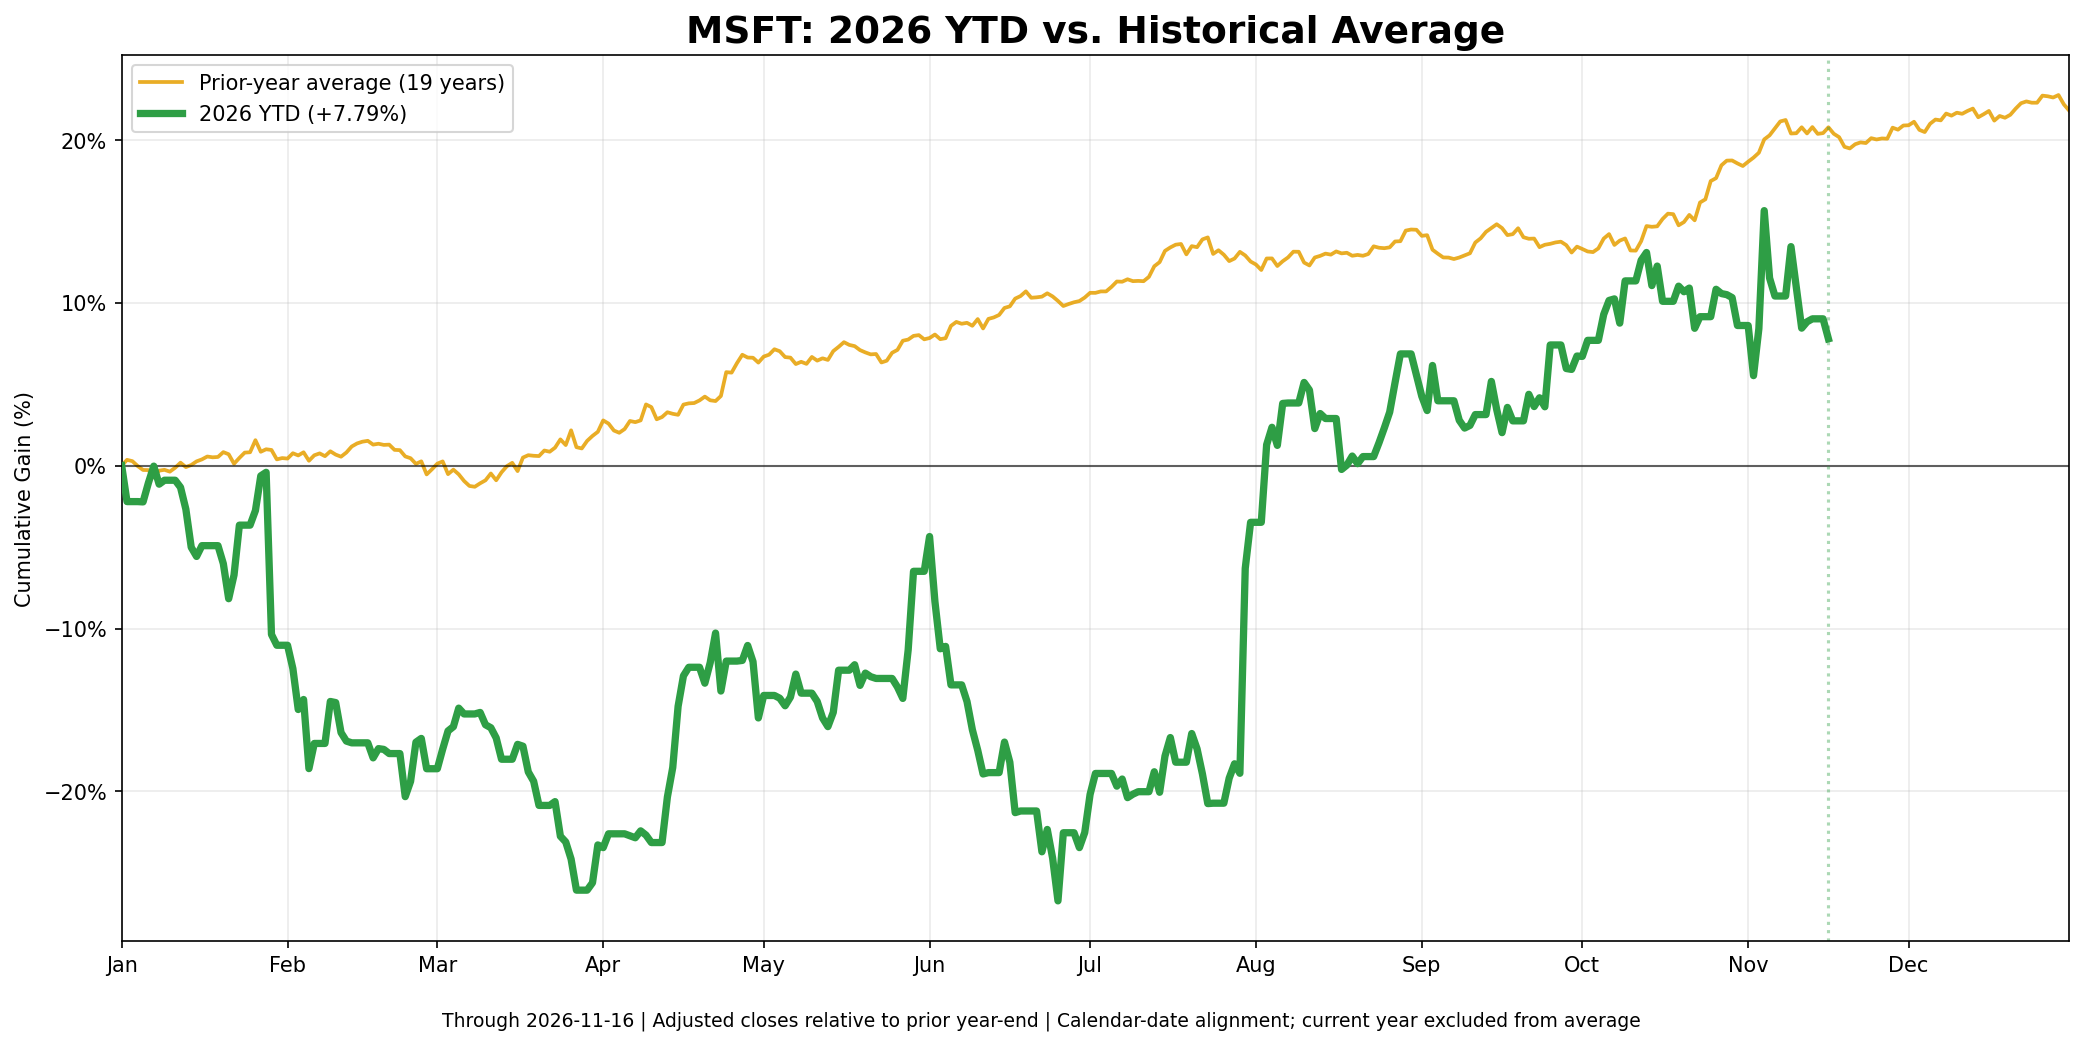 MSFT: 2026 YTD vs. Historical Average
Prior-year average (19 years)
2026 YTD (+7.79%)
Cumulative Gain (%)
20%
10%
0%
−10%
−20%
Jan Feb Mar Apr May Jun Jul Aug Sep Oct Nov Dec
Through 2026-11-16 | Adjusted closes relative to prior year-end | Calendar-date alignment; current year excluded from average